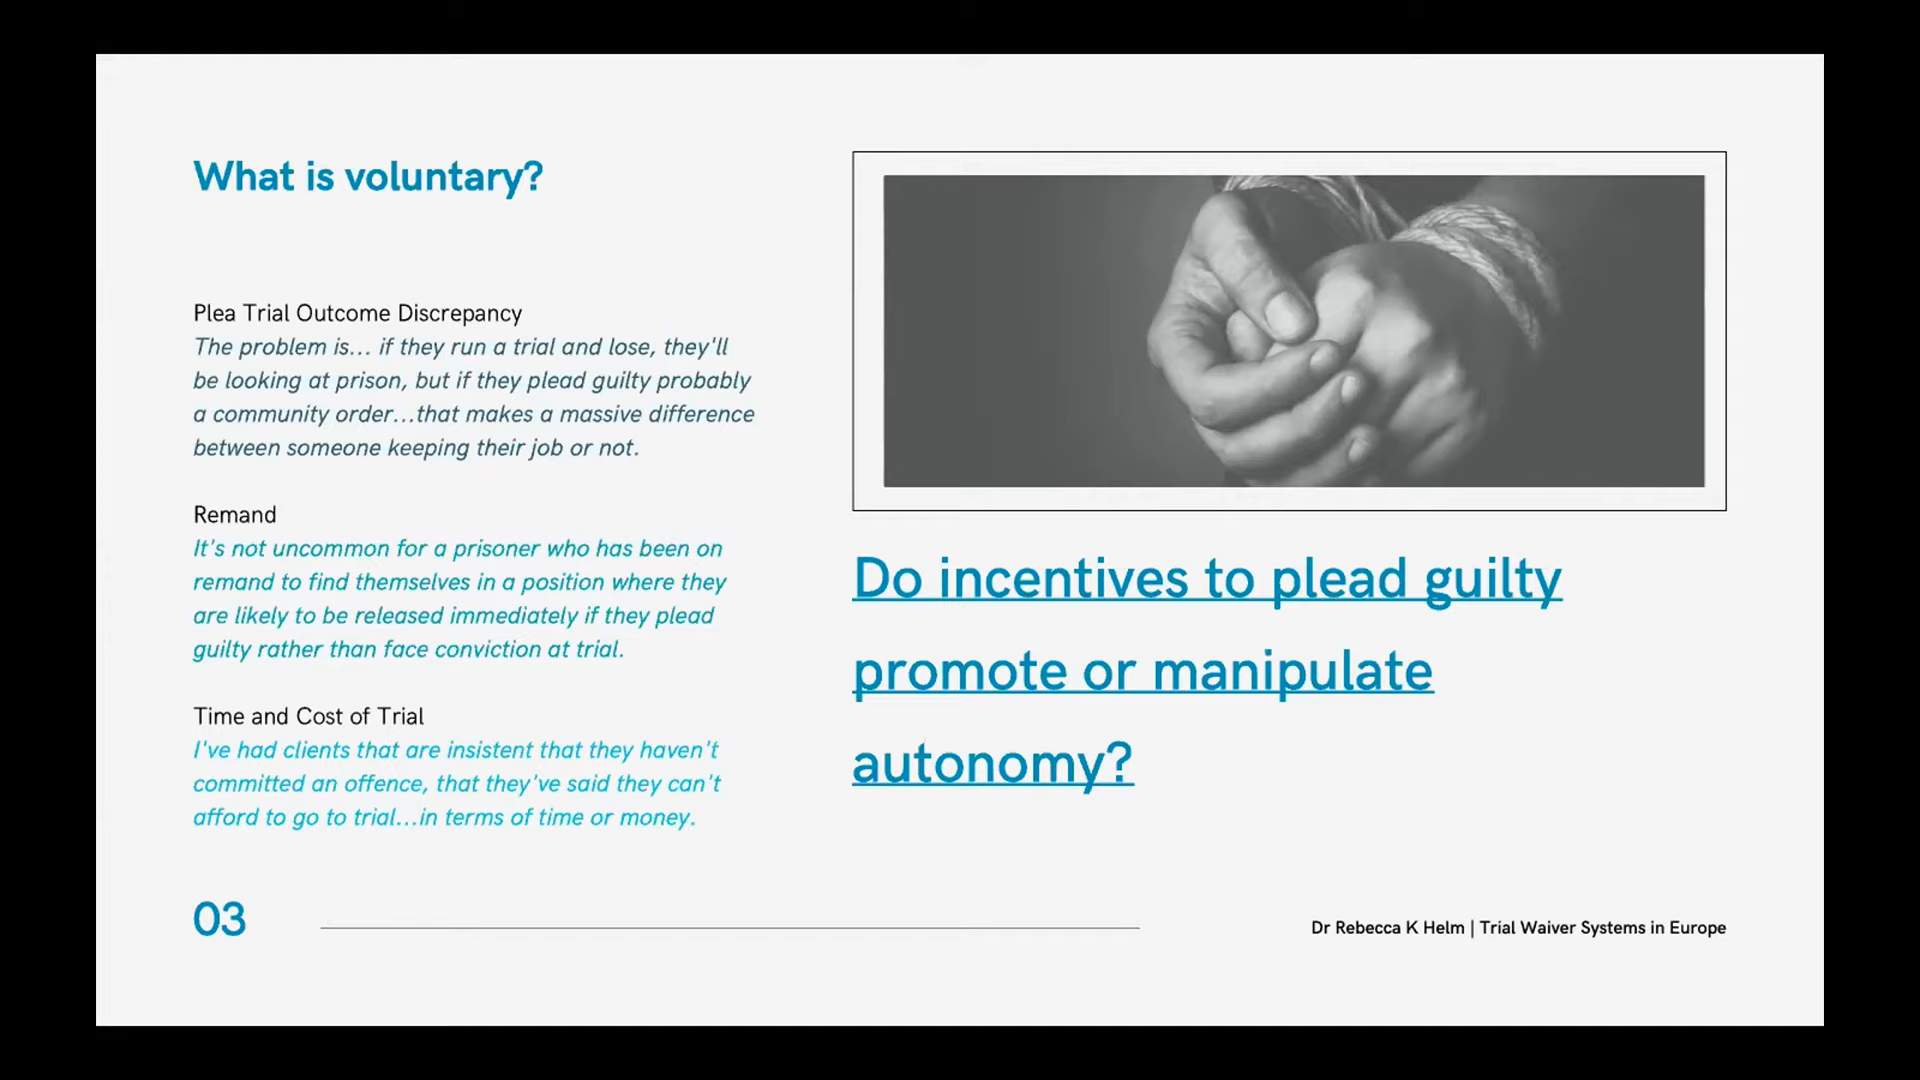 What is voluntary?
Plea Trial Outcome Discrepancy
The problem is... if they run a trial and lose, they'll
be looking at prison, but if they plead guilty probably
a community order...that makes a massive difference
between someone keeping their job or not.
Remand
It's not uncommon for a prisoner who has been on
remand to find themselves in a position where they
are likely to be released immediately if they plead
guilty rather than face conviction at trial.
Time and Cost of Trial
I've had clients that are insistent that they haven't
committed an offence, that they've said they can't
afford to go to trial...in terms of time or money.
Do incentives to plead guilty
promote or manipulate
autonomy?
03
Dr Rebecca K Helm | Trial Waiver Systems in Europe